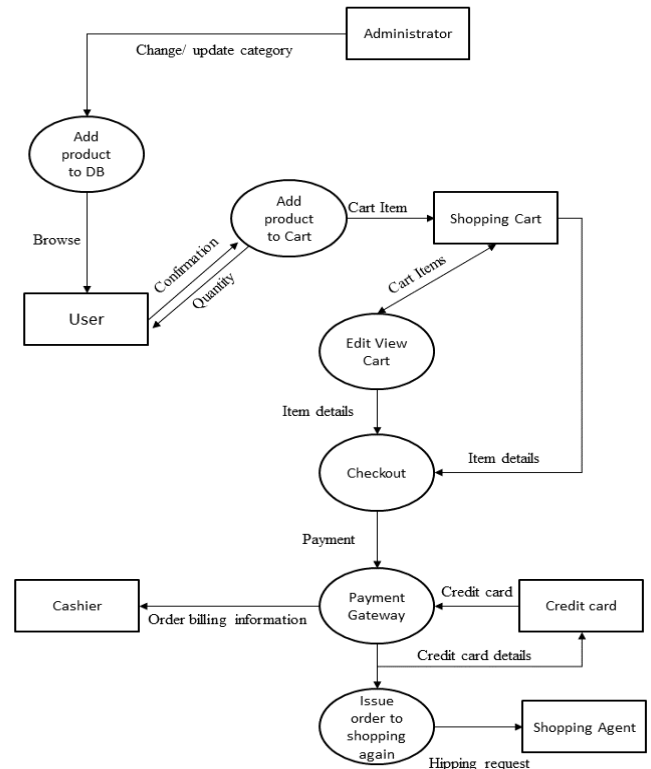 Administrator
Change/ update category
Add
product
to DB
Add
product
to Cart
Cart Item
Shopping Cart
Browse
Confirmation
Quantity
Cart Items
User
Edit View
Cart
Item details
Checkout
Item details
Payment
Cashier
Order billing information
Payment
Gateway
Credit card
Credit card
Credit card details
Issue
order to
shopping
again
Shopping Agent
Hipping request